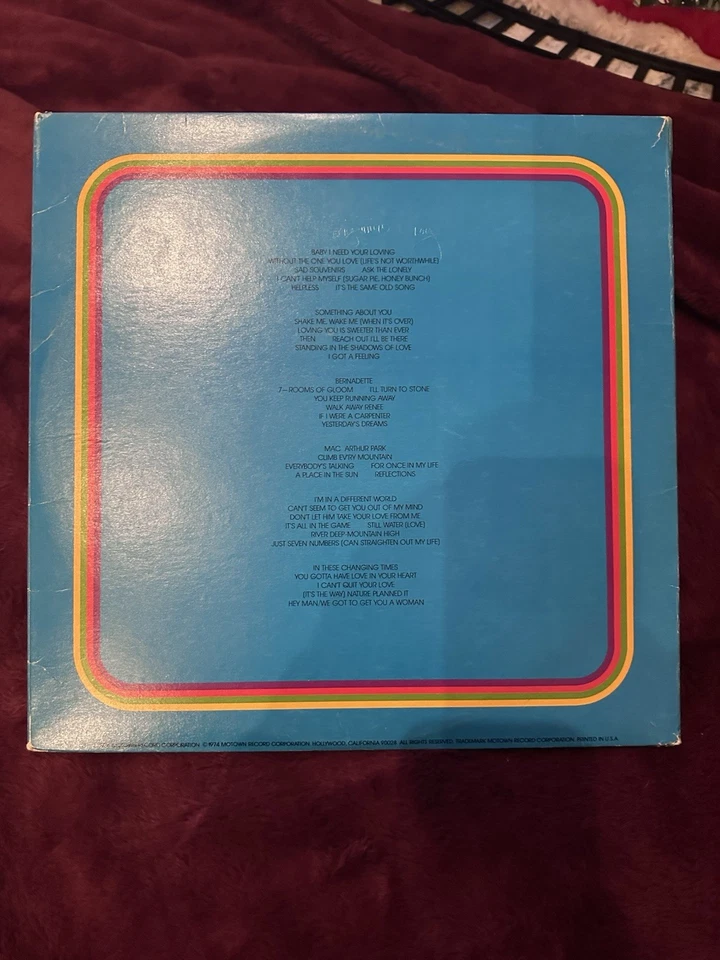 BABY I NEED YOUR LOVING
WITHOUT THE ONE YOU LOVE (LIFE'S NOT WORTHWHILE)
SAD SOUVENIRS ASK THE LONELY
I CAN'T HELP MYSELF (SUGAR PIE, HONEY BUNCH)
HELPLESS IT'S THE SAME OLD SONG
SOMETHING ABOUT YOU
SHAKE ME, WAKE ME (WHEN IT'S OVER)
LOVING YOU IS SWEETER THAN EVER
THEN REACH OUT I'LL BE THERE
STANDING IN THE SHADOWS OF LOVE
I GOT A FEELING
BERNADETTE
7—ROOMS OF GLOOM I'LL TURN TO STONE
YOU KEEP RUNNING AWAY
WALK AWAY RENEE
IF I WERE A CARPENTER
YESTERDAY'S DREAMS
MAC ARTHUR PARK
CLIMB EV'RY MOUNTAIN
EVERYBODY'S TALKING FOR ONCE IN MY LIFE
A PLACE IN THE SUN REFLECTIONS
I'M IN A DIFFERENT WORLD
CAN'T SEEM TO GET YOU OUT OF MY MIND
DON'T LET HIM TAKE YOUR LOVE FROM ME
IT'S ALL IN THE GAME STILL WATER (LOVE)
RIVER DEEP MOUNTAIN HIGH
JUST SEVEN NUMBERS (CAN STRAIGHTEN OUT MY LIFE)
IN THESE CHANGING TIMES
YOU GOTTA HAVE LOVE IN YOUR HEART
I CAN'T QUIT YOUR LOVE
(IT'S THE WAY) NATURE PLANNED IT
HEY MAN/WE GOT TO GET YOU A WOMAN
RECORD CORPORATION © 1974 MOTOWN RECORD CORPORATION, HOLLYWOOD, CALIFORNIA 90028 ALL RIGHTS RESERVED. TRADEMARK MOTOWN RECORD CORPORATION. PRINTED IN U.S.A.